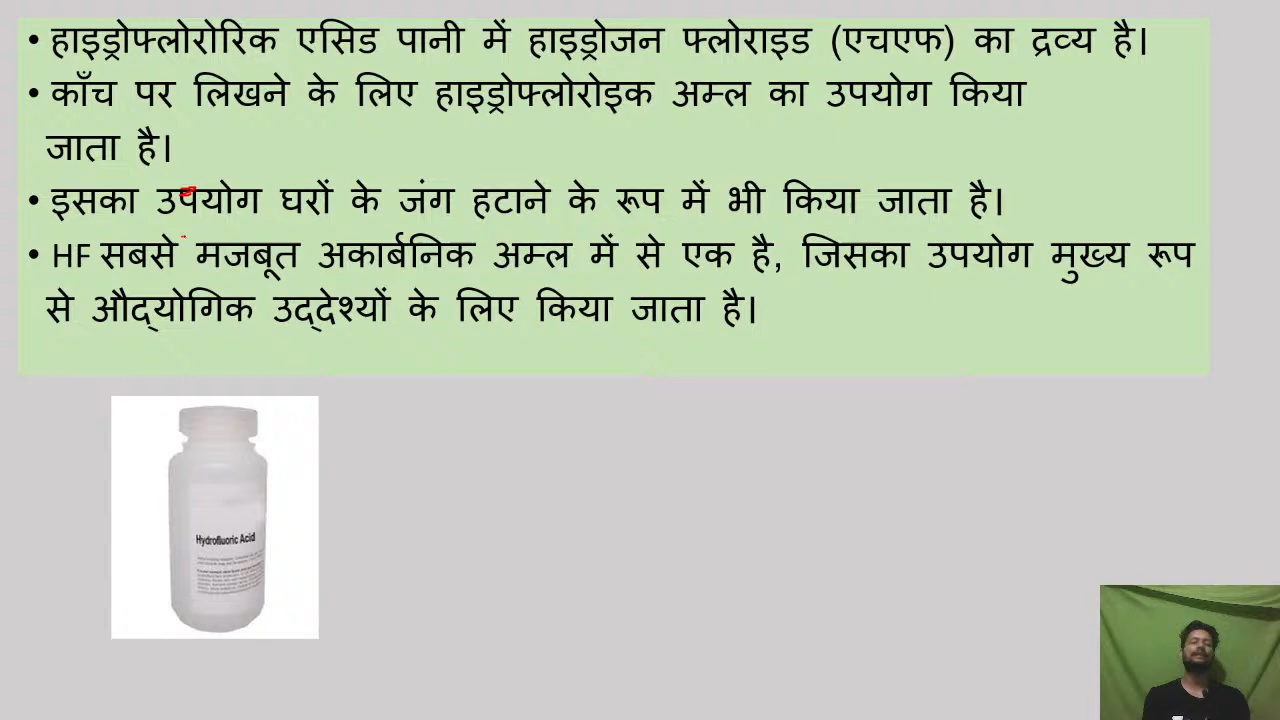 • हाइड्रोफ्लोरोरिक एसिड पानी में हाइड्रोजन फ्लोराइड (एचएफ) का द्रव्य है।
• काँच पर लिखने के लिए हाइड्रोफ्लोरोइक अम्ल का उपयोग किया
जाता है।
• इसका उपयोग घरों के जंग हटाने के रूप में भी किया जाता है।
• HF सबसे मजबूत अकार्बनिक अम्ल में से एक है, जिसका उपयोग मुख्य रूप
से औद्योगिक उद्देश्यों के लिए किया जाता है।
Hydrofluoric Acid